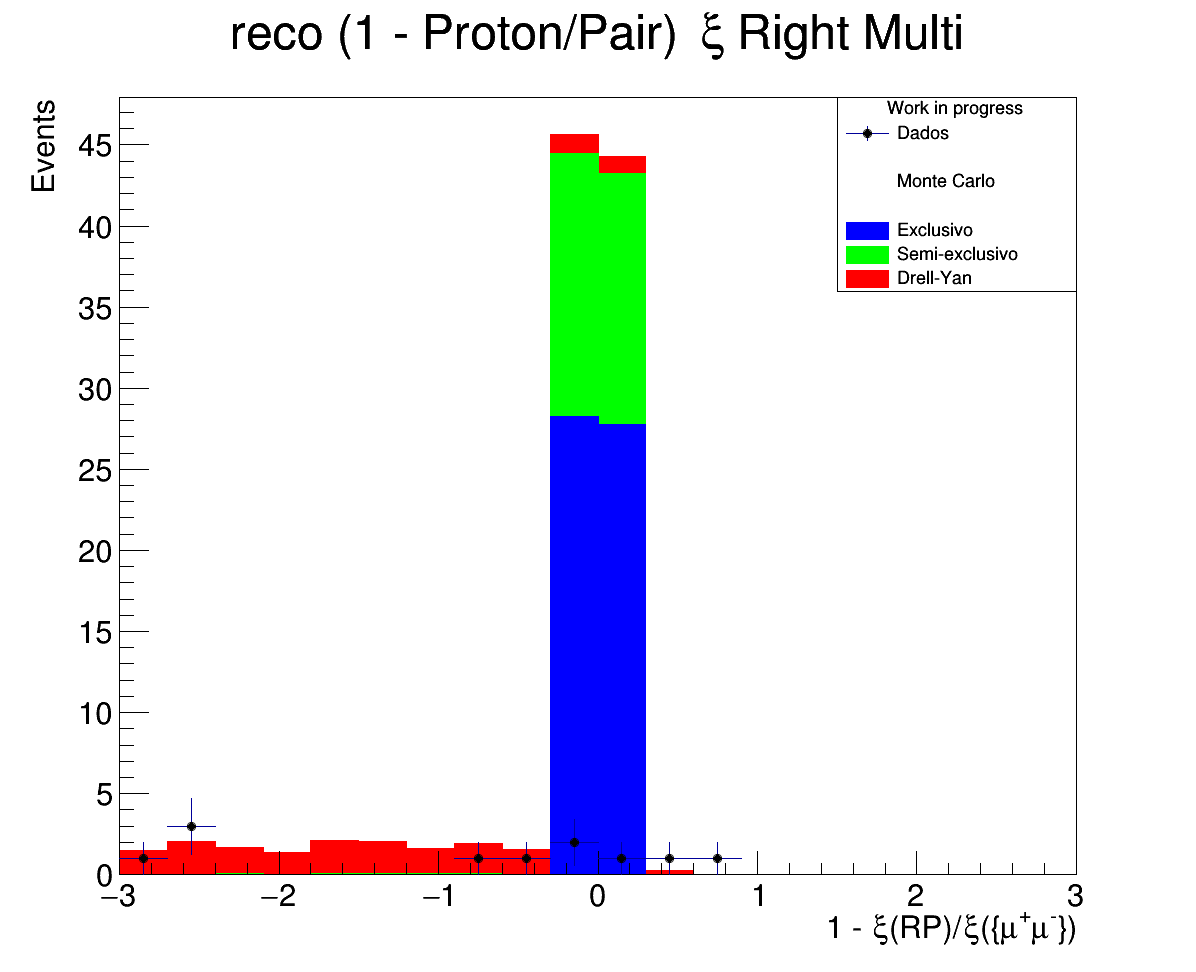 reco (1 - Proton/Pair) ξ Right Multi
Events
45
40
35
30
25
20
15
10
5
0
Work in progress
Dados
Monte Carlo
Exclusivo
Semi-exclusivo
Drell-Yan
−3 −2 −1 0 1 2 3
1 - ξ(RP)/ξ({μ⁺μ⁻})